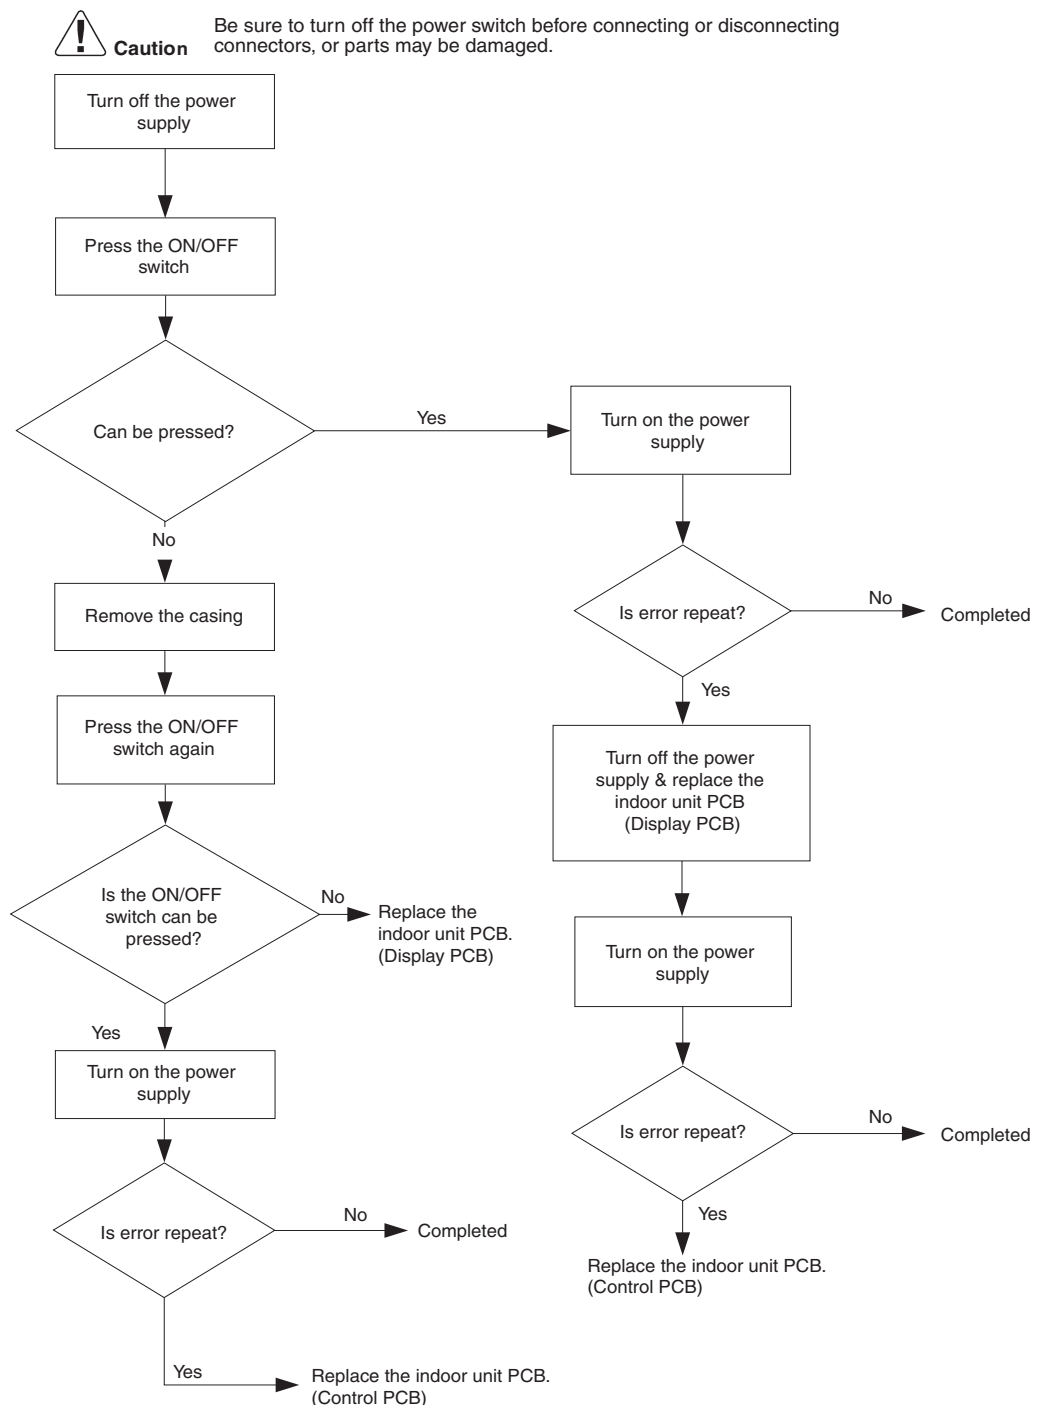 Be sure to turn off the power switch before connecting or disconnecting
Caution
connectors, or parts may be damaged.
Turn off the power
supply
Press the ON/OFF
switch
Can be pressed?
Yes
Turn on the power
supply
No
Remove the casing
Press the ON/OFF
switch again
Is the ON/OFF
switch can be
pressed?
No
Replace the
indoor unit PCB.
(Display PCB)
Yes
Turn on the power
supply
Is error repeat?
No
Completed
Yes
Replace the indoor unit PCB.
(Control PCB)
Is error repeat?
No
Completed
Yes
Turn off the power
supply & replace the
indoor unit PCB
(Display PCB)
Turn on the power
supply
Is error repeat?
No
Completed
Yes
Replace the indoor unit PCB.
(Control PCB)